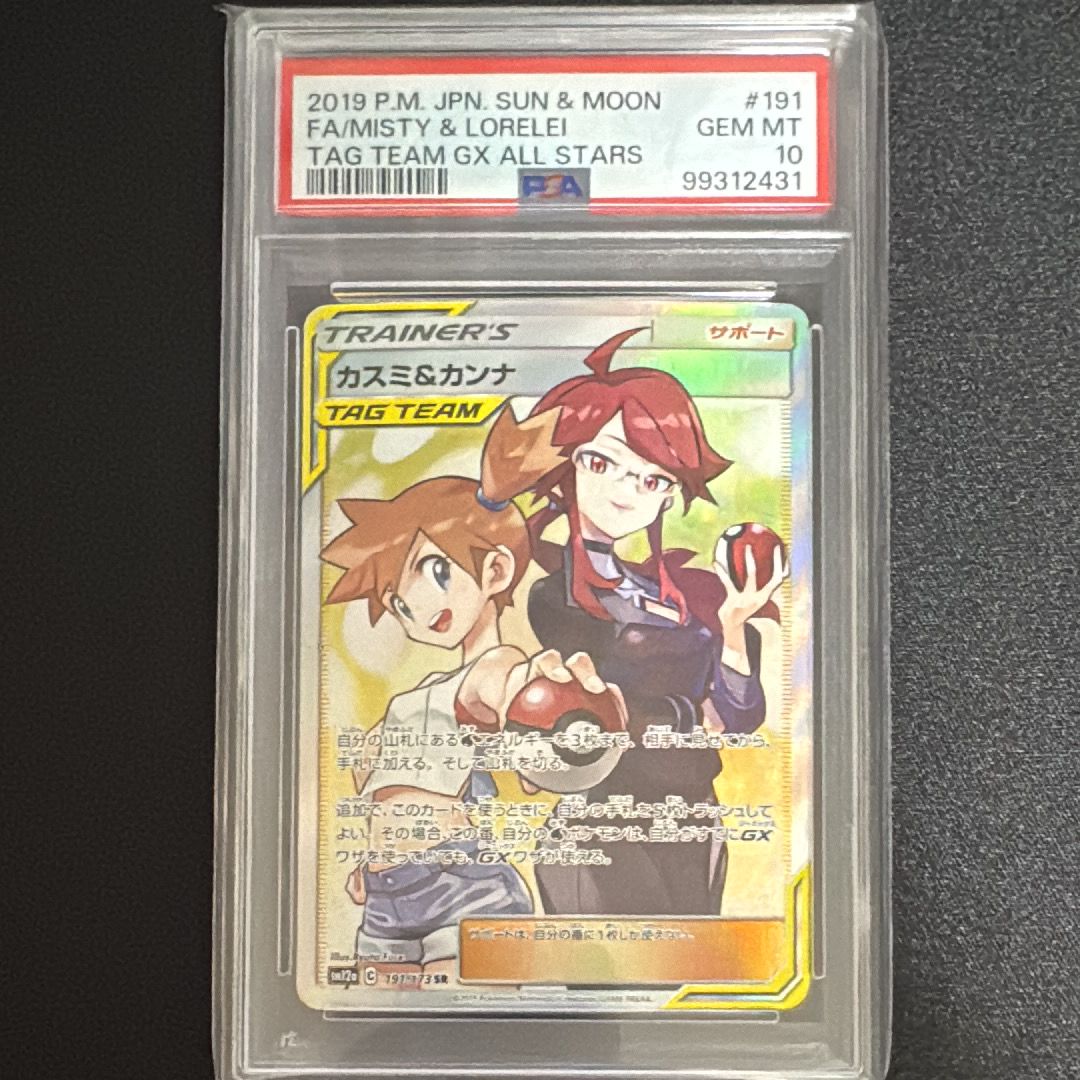 2019 P.M. JPN. SUN & MOON #191
FA/MISTY & LORELEI GEM MT
TAG TEAM GX ALL STARS 10
PSA 99312431
TRAINER'S サポート
カスミ&カンナ
TAG TEAM
自分の山札にあるエネルギーを3枚まで、相手に見せてから、
手札に加える。そして山札を切る。
追加で、このカードを使うときに、自分の手札を5枚トラッシュして
よい。その場合、この番、自分のポケモンは、自分がすでにGX
ワザを使っていても、GXワザが使える。
サポートは、自分の番に1枚しか使えない。
Illus. Ryuta Fuse
sm12a C 191/173 SR